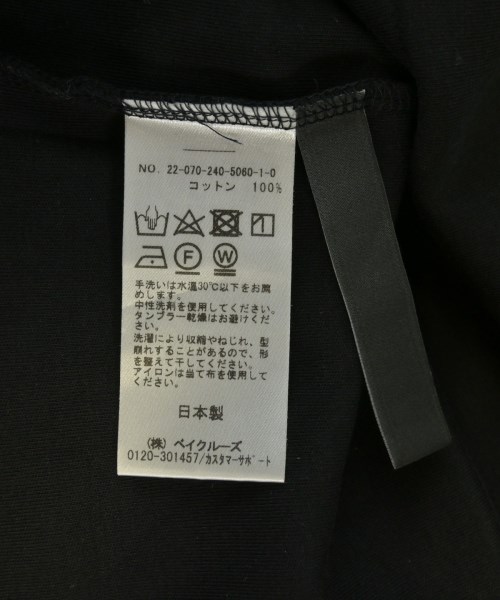 NO. 22-070-240-5060-1-0
コットン 100%
F W
手洗いは水温30℃以下をお薦
めします。
中性洗剤を使用してください。
タンブラー乾燥はお避けくだ
さい。
洗濯により収縮やねじれ、型
崩れすることがあるので、形
を整えて干してください。
アイロンは当て布を使用して
ください。
日本製
(株) ベイクルーズ
0120-301457/カスタマーサポート